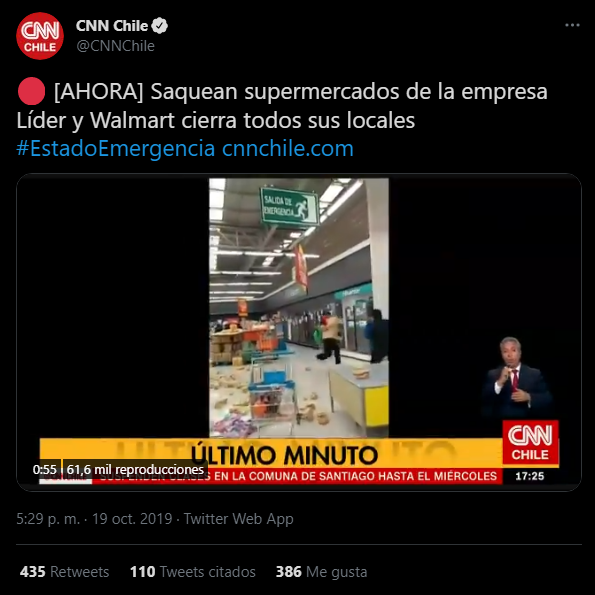 CNN
CHILE
CNN Chile
@CNNChile
[AHORA] Saquean supermercados de la empresa
Líder y Walmart cierra todos sus locales
#EstadoEmergencia cnnchile.com
SALIDA DE
EMERGENCIA
ÚLTIMO MINUTO
0:55 | 61,6 mil reproducciones
ES EN LA COMUNA DE SANTIAGO HASTA EL MIÉRCOLES
CNN
CHILE
17:25
5:29 p. m. · 19 oct. 2019 · Twitter Web App
435 Retweets 110 Tweets citados 386 Me gusta